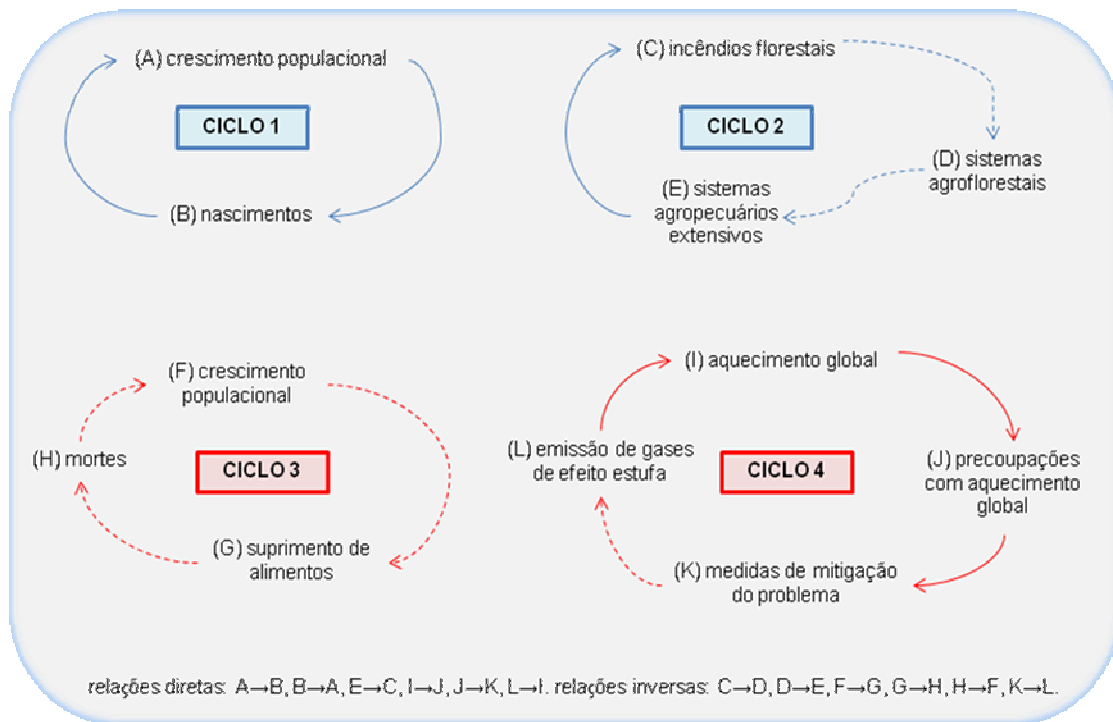 (A) crescimento populacional
CICLO 1
(B) nascimentos
(C) incêndios florestais
CICLO 2
(D) sistemas
agroflorestais
(E) sistemas
agropecuários
extensivos
(F) crescimento
populacional
(H) mortes
CICLO 3
(G) suprimento de
alimentos
(I) aquecimento global
(L) emissão de gases
de efeito estufa
CICLO 4
(J) precoupações
com aquecimento
global
(K) medidas de mitigação
do problema
relações diretas: A→B, B→A, E→C, I→J, J→K, L→I. relações inversas: C→D, D→E, F→G, G→H, H→F, K→L.